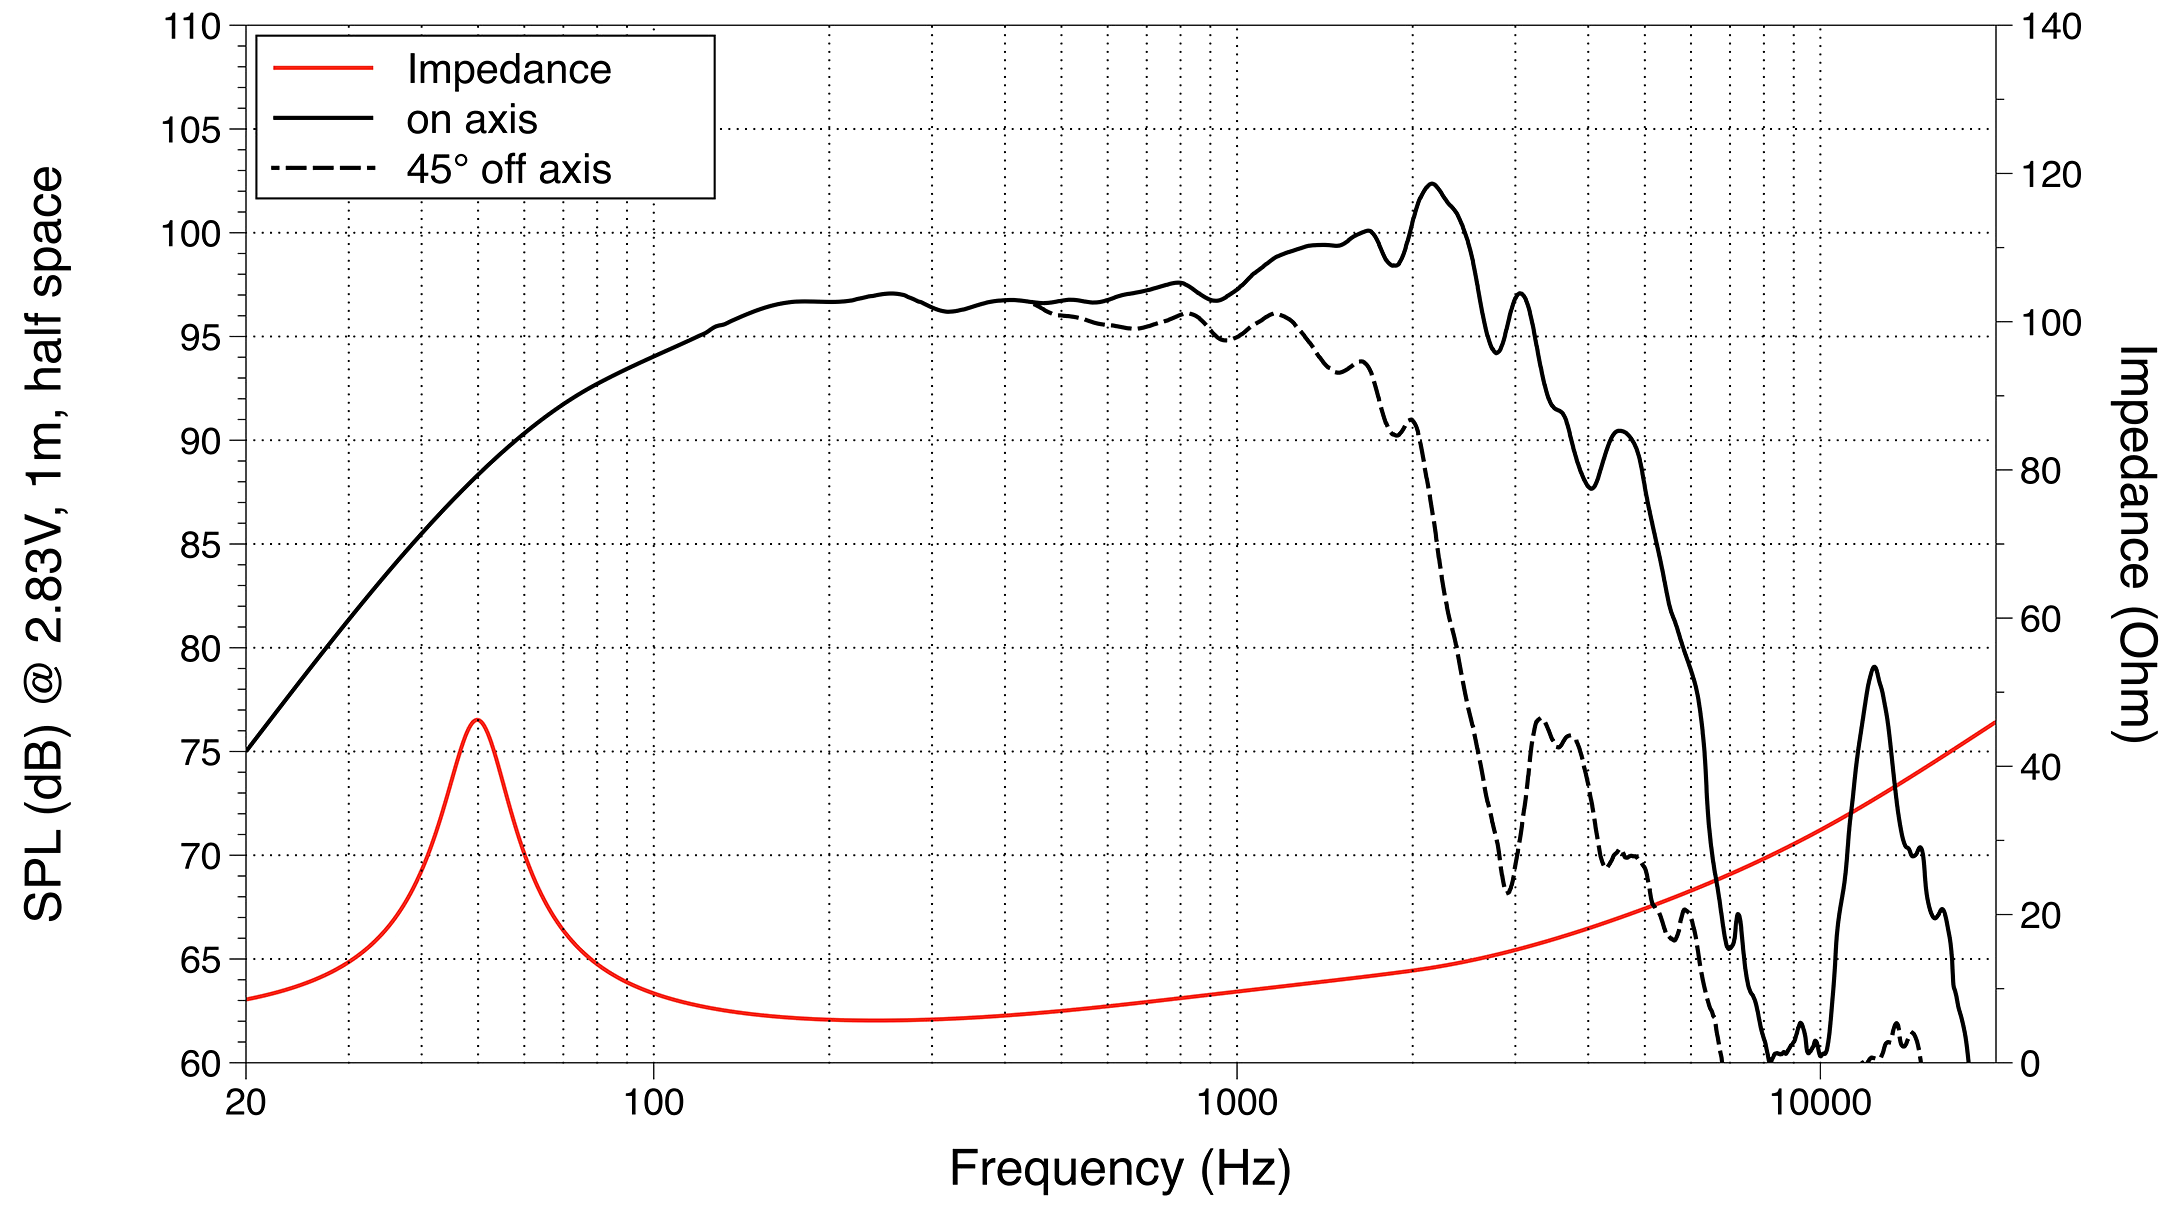 SPL (dB) @ 2.83V, 1m, half space
110
105
100
95
90
85
80
75
70
65
60
Impedance
on axis
45° off axis
140
120
100
80
60
40
20
0
Impedance (Ohm)
20 100 1000 10000
Frequency (Hz)